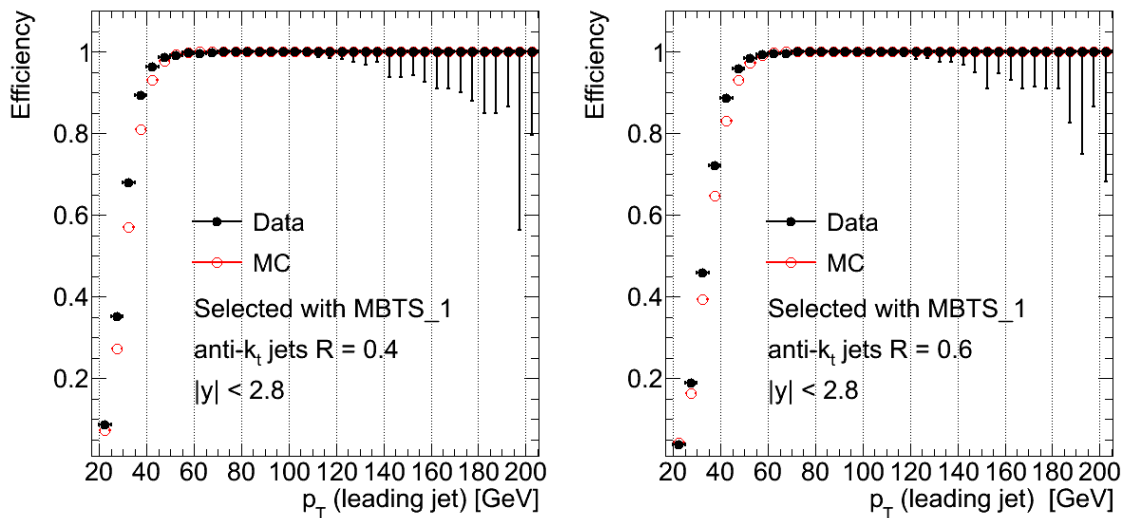 Efficiency
1
0.8
0.6
0.4
0.2
Data
MC
Selected with MBTS_1
anti-kt jets R = 0.4
|y| < 2.8
20 40 60 80 100 120 140 160 180 200
pT (leading jet) [GeV]
Efficiency
1
0.8
0.6
0.4
0.2
Data
MC
Selected with MBTS_1
anti-kt jets R = 0.6
|y| < 2.8
20 40 60 80 100 120 140 160 180 200
pT (leading jet) [GeV]